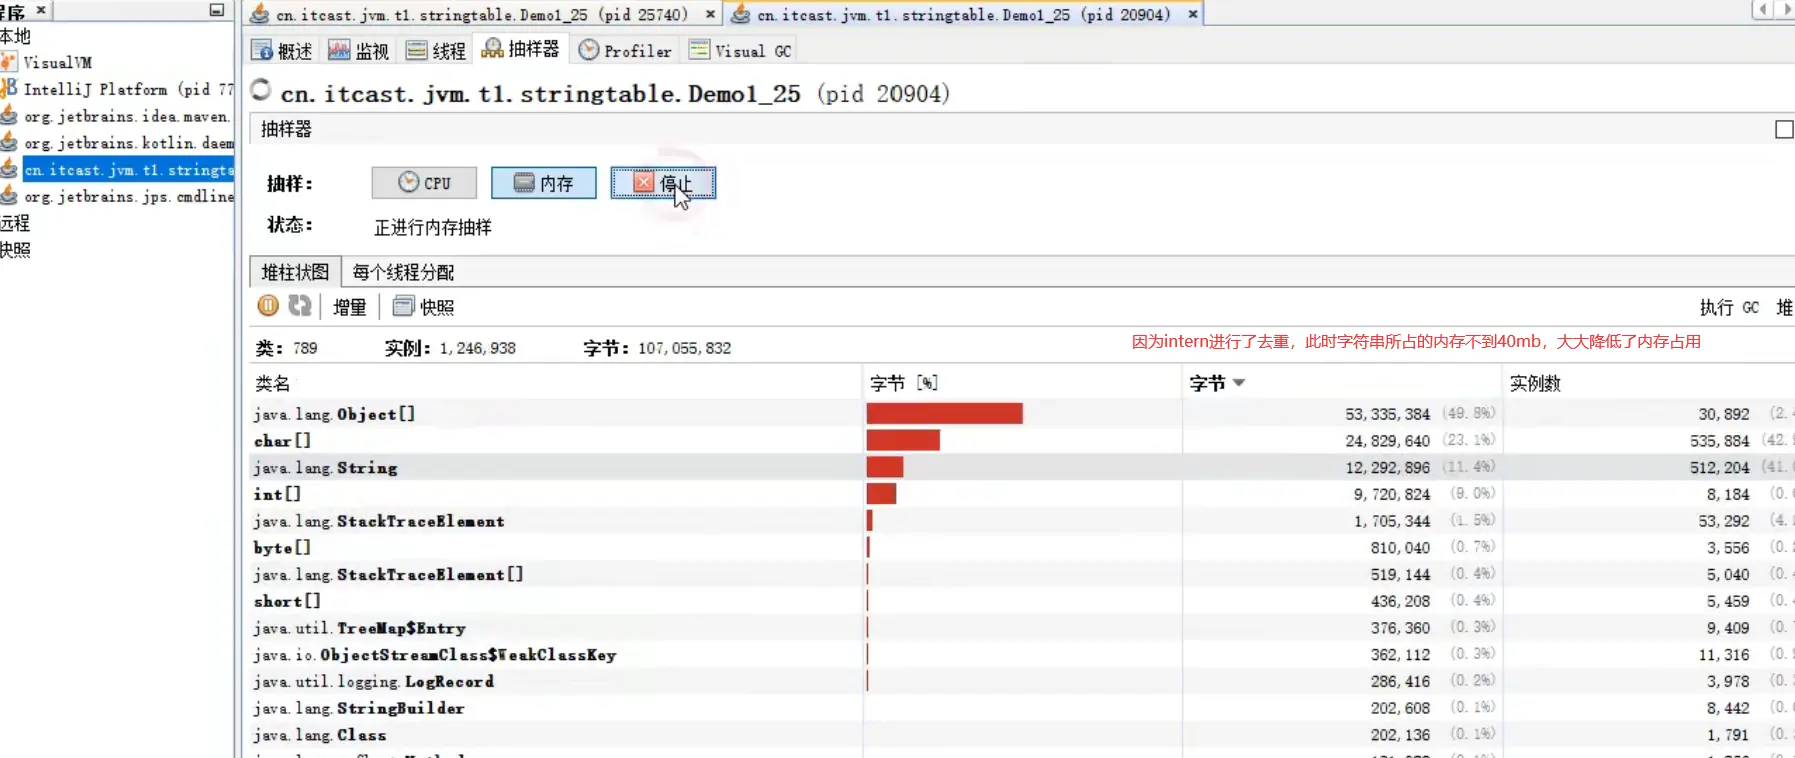 程序 ×
本地
VisualVM
IntelliJ Platform (pid 77
org.jetbrains.idea.maven.
org.jetbrains.kotlin.daem
cn.itcast.jvm.t1.stringta
org.jetbrains.jps.cmdline
远程
快照
cn.itcast.jvm.t1.stringtable.Demo1_25 (pid 25740) × cn.itcast.jvm.t1.stringtable.Demo1_25 (pid 20904) ×
概述 监视 线程 抽样器 Profiler Visual GC
cn.itcast.jvm.t1.stringtable.Demo1_25 (pid 20904)
抽样器
抽样： CPU 内存 停止
状态： 正进行内存抽样
堆柱状图 每个线程分配
增量 快照 执行 GC 堆
因为intern进行了去重，此时字符串所占的内存不到40mb，大大降低了内存占用
类：789 实例：1,246,938 字节：107,055,832
类名 字节 [%] 字节 实例数
java.lang.Object[] 53,335,384 (49.8%) 30,892 (2.
char[] 24,829,640 (23.1%) 535,884 (42.
java.lang.String 12,292,896 (11.4%) 512,204 (41.
int[] 9,720,824 (9.0%) 8,184 (0.
java.lang.StackTraceElement 1,705,344 (1.5%) 53,292 (4.
byte[] 810,040 (0.7%) 3,556 (0.
java.lang.StackTraceElement[] 519,144 (0.4%) 5,040 (0.
short[] 436,208 (0.4%) 5,459 (0.
java.util.TreeMap$Entry 376,360 (0.3%) 9,409 (0.
java.io.ObjectStreamClass$WeakClassKey 362,112 (0.3%) 11,316 (0.
java.util.logging.LogRecord 286,416 (0.2%) 3,978 (0.
java.lang.StringBuilder 202,608 (0.1%) 8,442 (0.
java.lang.Class 202,136 (0.1%) 1,791 (0.